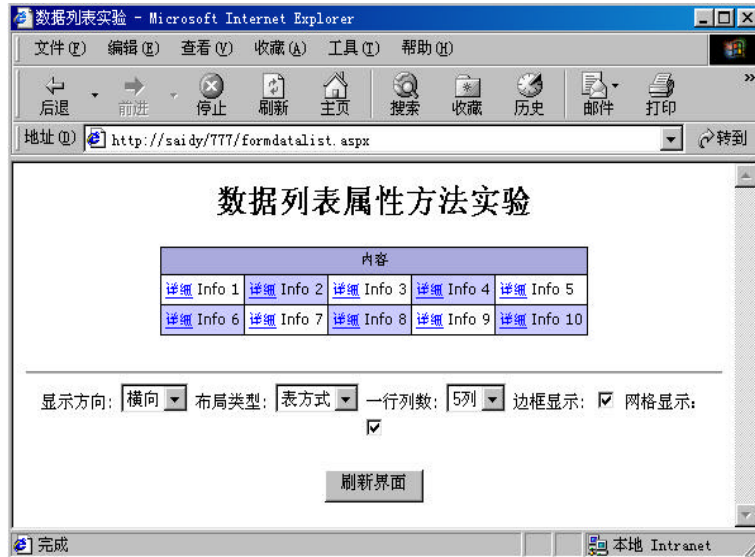 数据列表实验 - Microsoft Internet Explorer
文件(F) 编辑(E) 查看(V) 收藏(A) 工具(T) 帮助(H)
后退 前进 停止 刷新 主页 搜索 收藏 历史 邮件 打印 »
地址(D) http://saidy/777/formdatalist.aspx 转到
数据列表属性方法实验
内容
详细 Info 1 详细 Info 2 详细 Info 3 详细 Info 4 详细 Info 5
详细 Info 6 详细 Info 7 详细 Info 8 详细 Info 9 详细 Info 10
显示方向: 横向 布局类型: 表方式 一行列数: 5列 边框显示: 网格显示:
刷新界面
完成 本地 Intranet